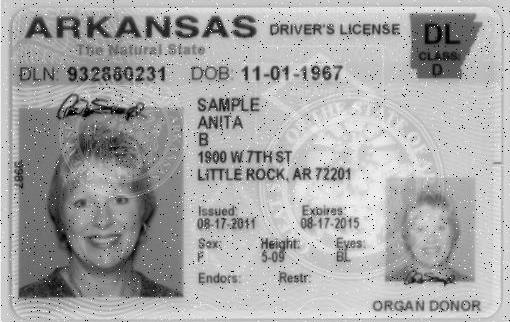 ARKANSAS DRIVER'S LICENSE
The Natural State
DL
CLASS:
D
DLN: 932880231 DOB: 11-01-1967
SAMPLE
ANITA
B
1900 W 7TH ST
LITTLE ROCK, AR 72201
Issued: Expires:
08-17-2011 08-17-2015
Sex: Height: Eyes:
F 5-09 BL
Endors: Restr:
ORGAN DONOR